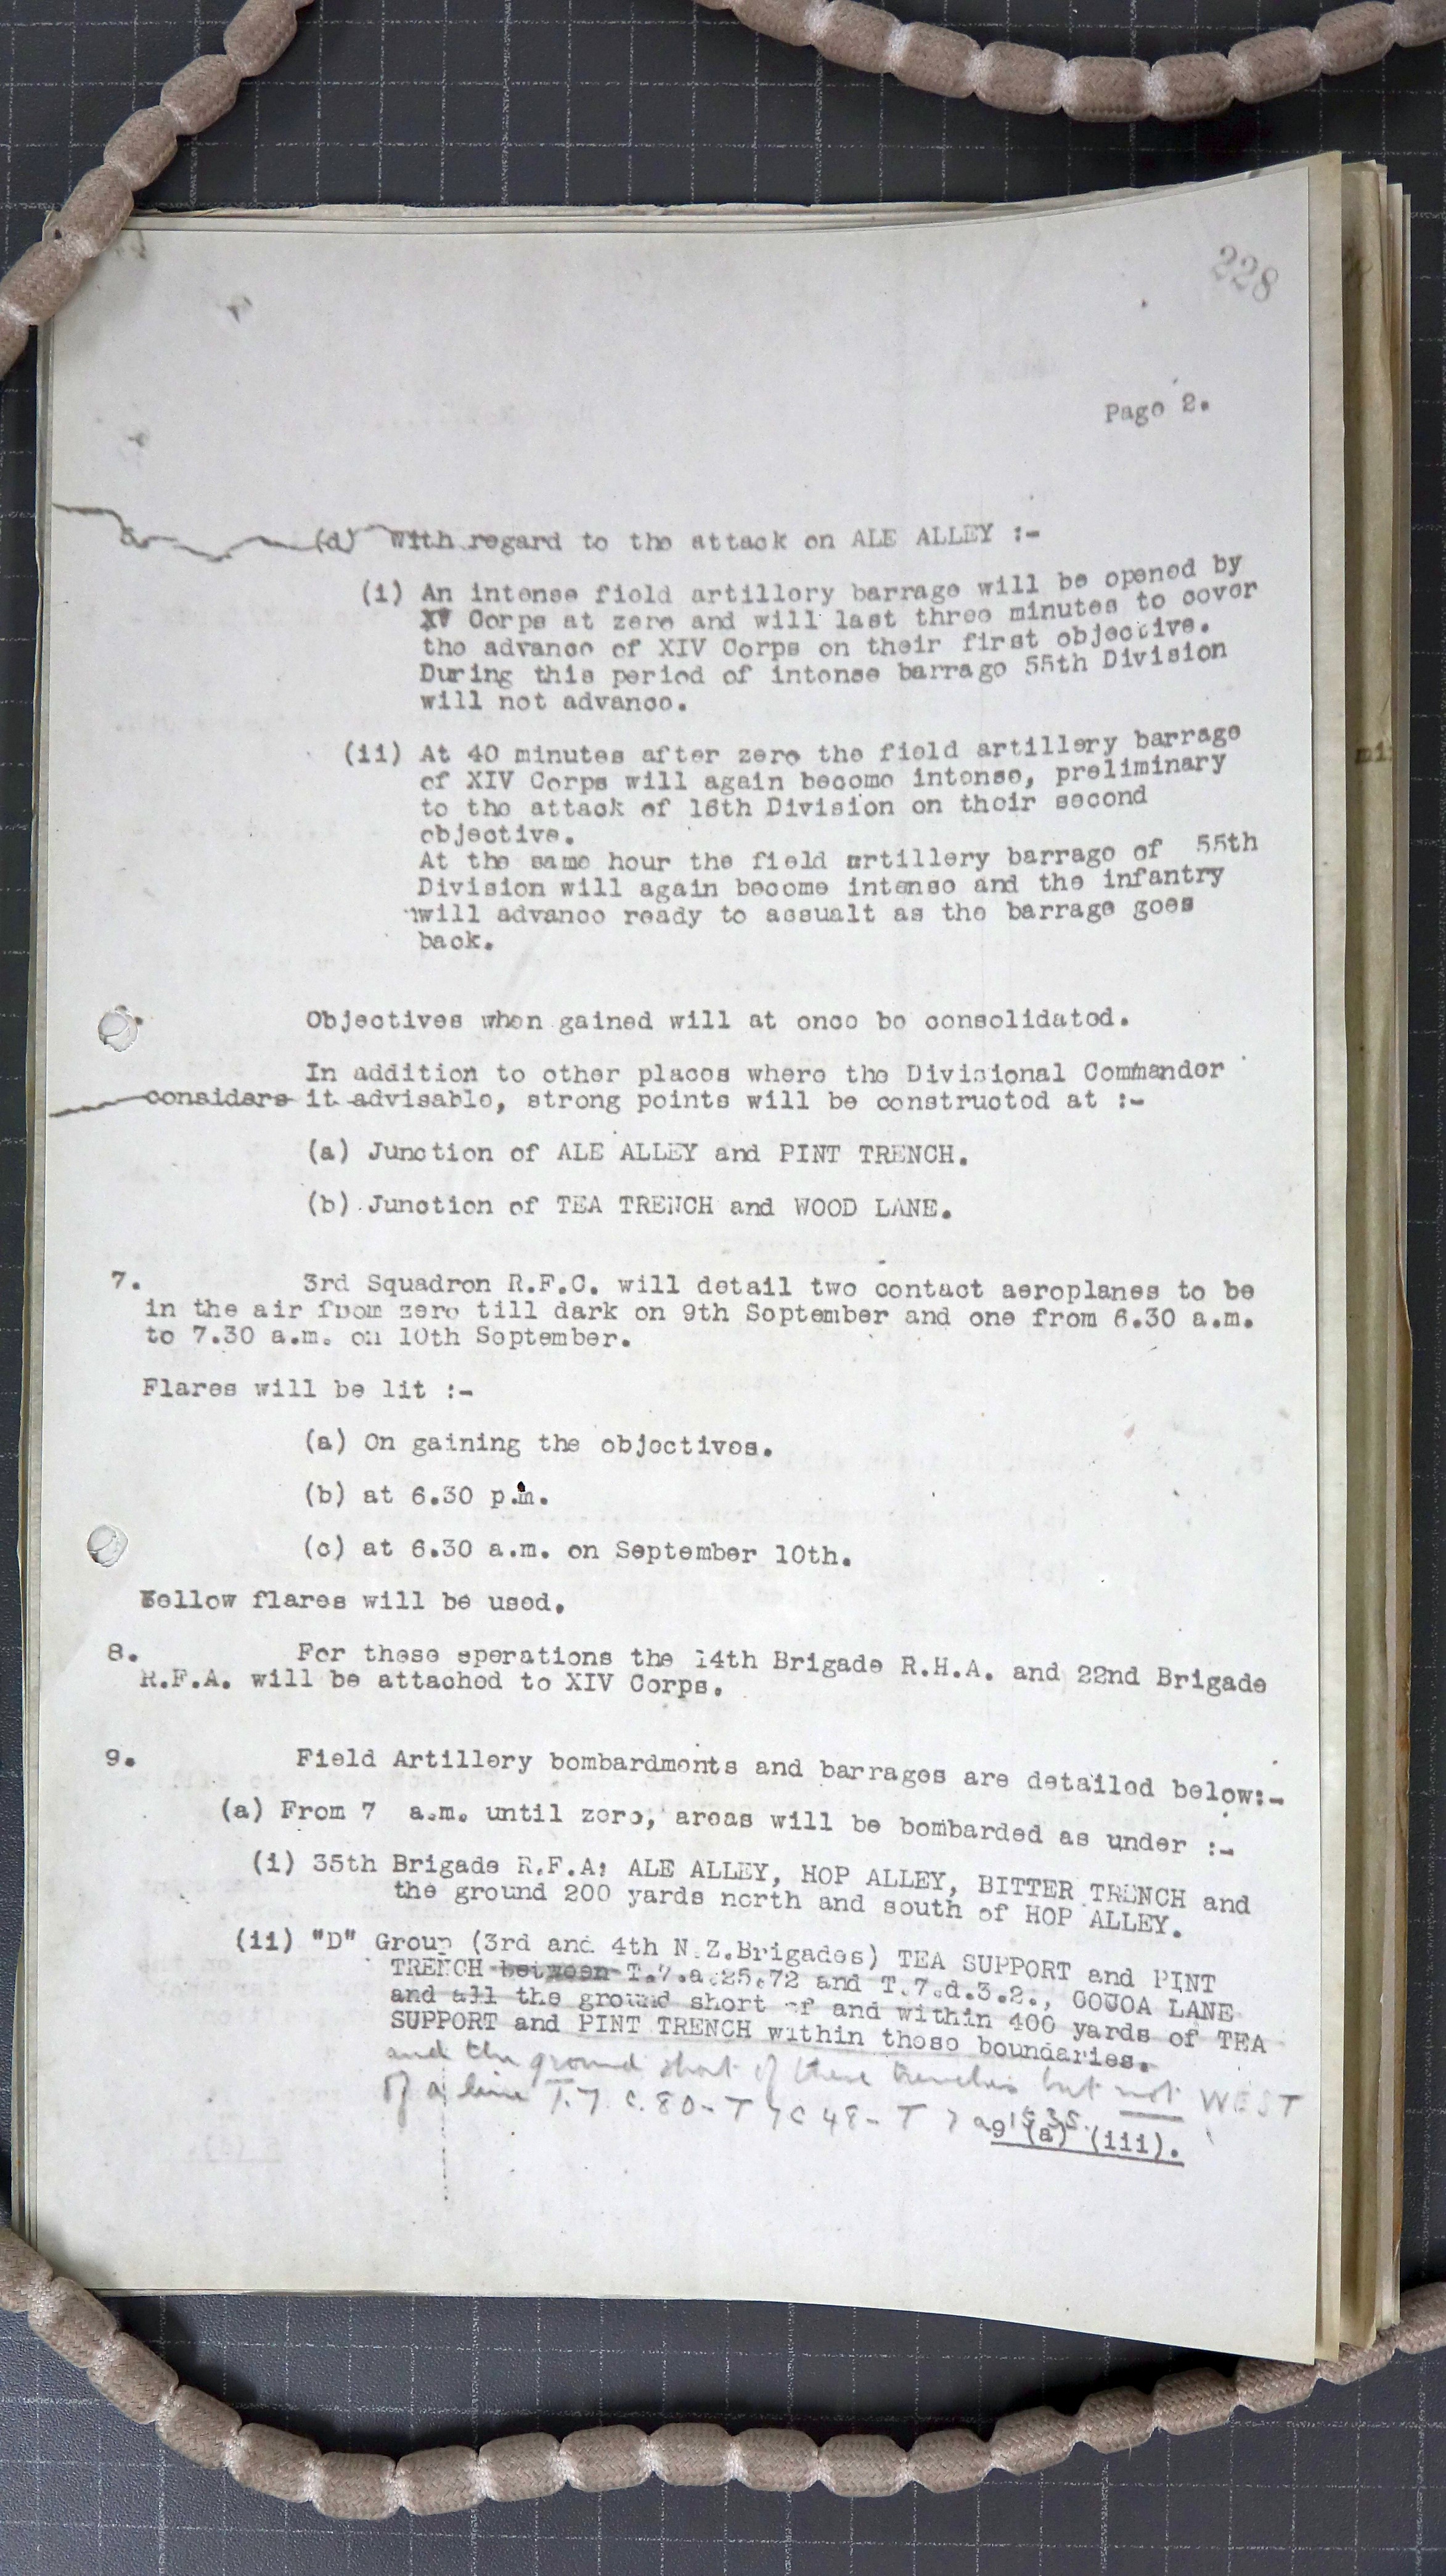 228
Page 2.
(d) With regard to the attack on ALE ALLEY :-
(i) An intense field artillery barrage will be opened by
XV Corps at zero and will last three minutes to cover
the advance of XIV Corps on their first objective.
During this period of intense barrage 55th Division
will not advance.
(ii) At 40 minutes after zero the field artillery barrage
of XIV Corps will again become intense, preliminary
to the attack of 16th Division on their second
objective.
At the same hour the field artillery barrage of 55th
Division will again become intense and the infantry
will advance ready to assualt as the barrage goes
back.
Objectives when gained will at once be consolidated.
In addition to other places where the Divisional Commander
considers it advisable, strong points will be constructed at :-
(a) Junction of ALE ALLEY and PINT TRENCH.
(b) Junction of TEA TRENCH and WOOD LANE.
7. 3rd Squadron R.F.C. will detail two contact aeroplanes to be
in the air from zero till dark on 9th September and one from 6.30 a.m.
to 7.30 a.m. on 10th September.
Flares will be lit :-
(a) On gaining the objectives.
(b) at 6.30 p.m.
(c) at 6.30 a.m. on September 10th.
Yellow flares will be used.
8. For these operations the 14th Brigade R.H.A. and 22nd Brigade
R.F.A. will be attached to XIV Corps.
9. Field Artillery bombardments and barrages are detailed below:-
(a) From 7 a.m. until zero, areas will be bombarded as under :-
(i) 35th Brigade R.F.A: ALE ALLEY, HOP ALLEY, BITTER TRENCH and
the ground 200 yards north and south of HOP ALLEY.
(ii) "D" Group (3rd and 4th N.Z.Brigades) TEA SUPPORT and PINT
TRENCH between T.7.a.25.72 and T.7.d.3.2., COCOA LANE
and all the ground short of and within 400 yards of TEA
SUPPORT and PINT TRENCH within those boundaries.
and the ground short of these trenches but not WEST
of a line T.7.c.80 - T 7 c 48 - T 7 a 15 35.
9 (a) (iii).